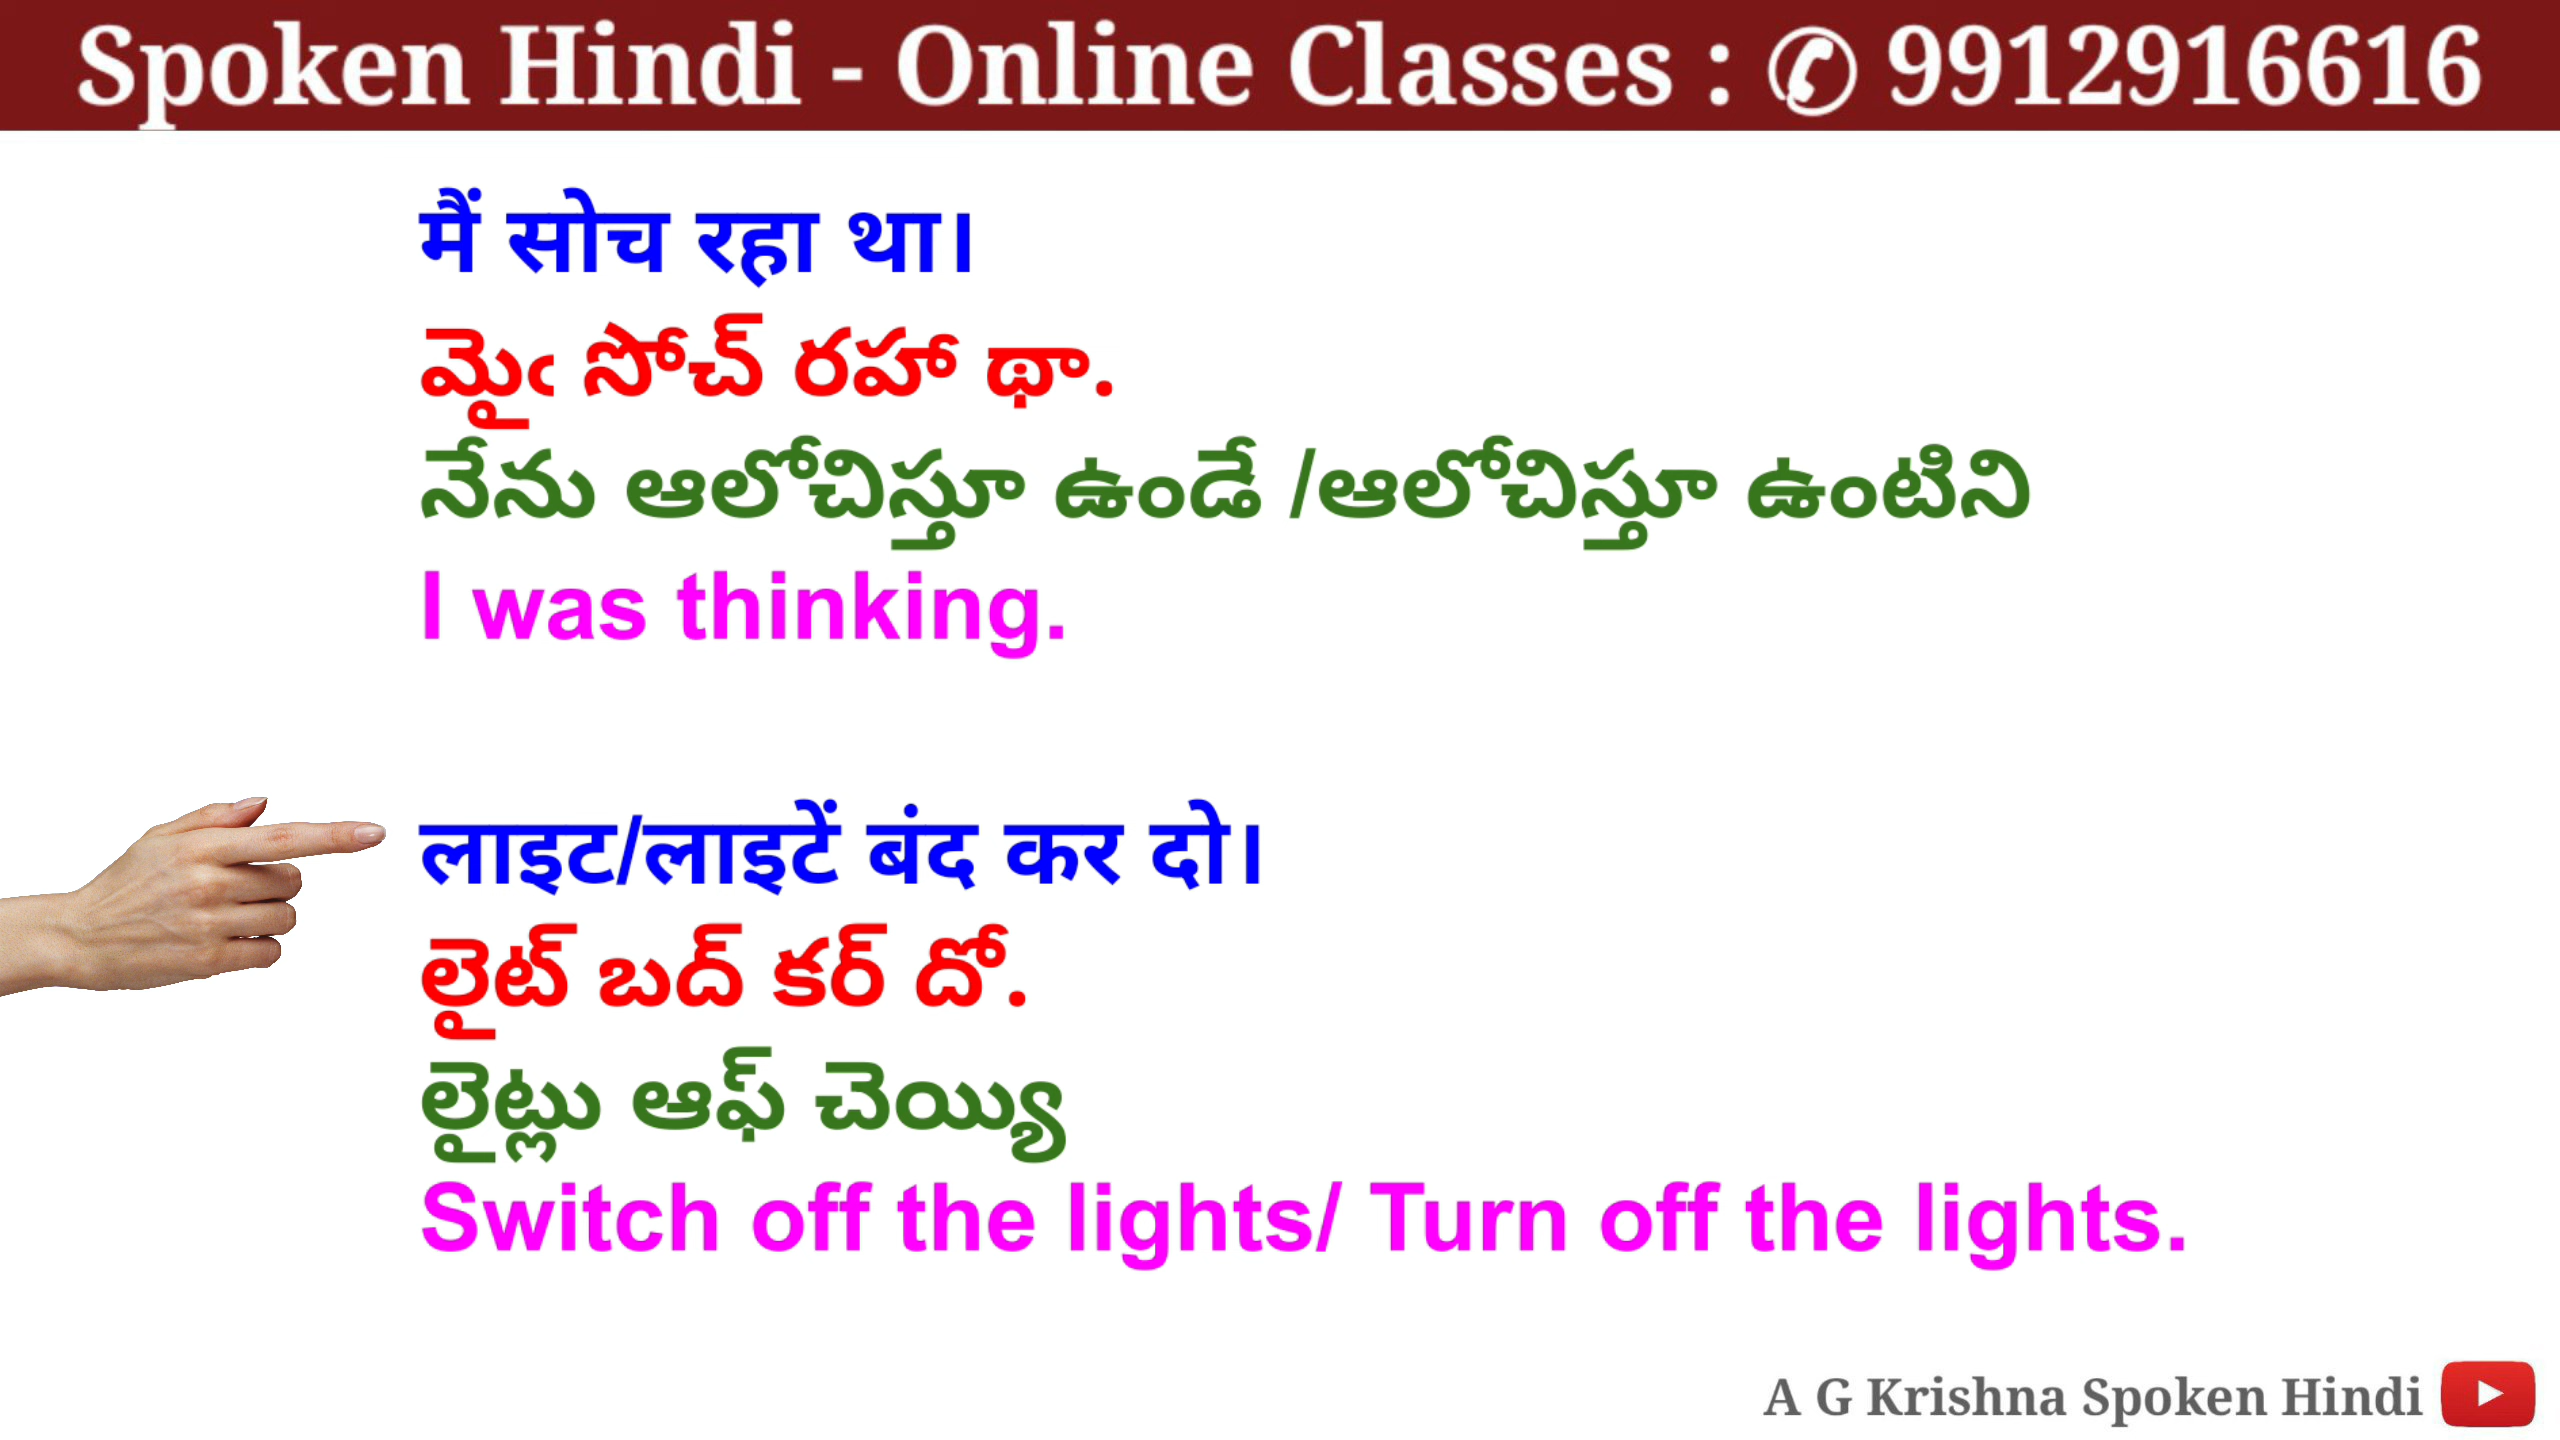 Spoken Hindi - Online Classes : ✆ 9912916616
मैं सोच रहा था।
మైఁ సోచ్ రహా థా.
నేను ఆలోచిస్తూ ఉండే /ఆలోచిస్తూ ఉంటిని
I was thinking.
लाइट/लाइटें बंद कर दो।
లైట్ బద్ కర్ దో.
లైట్లు ఆఫ్ చెయ్యి
Switch off the lights/ Turn off the lights.
A G Krishna Spoken Hindi